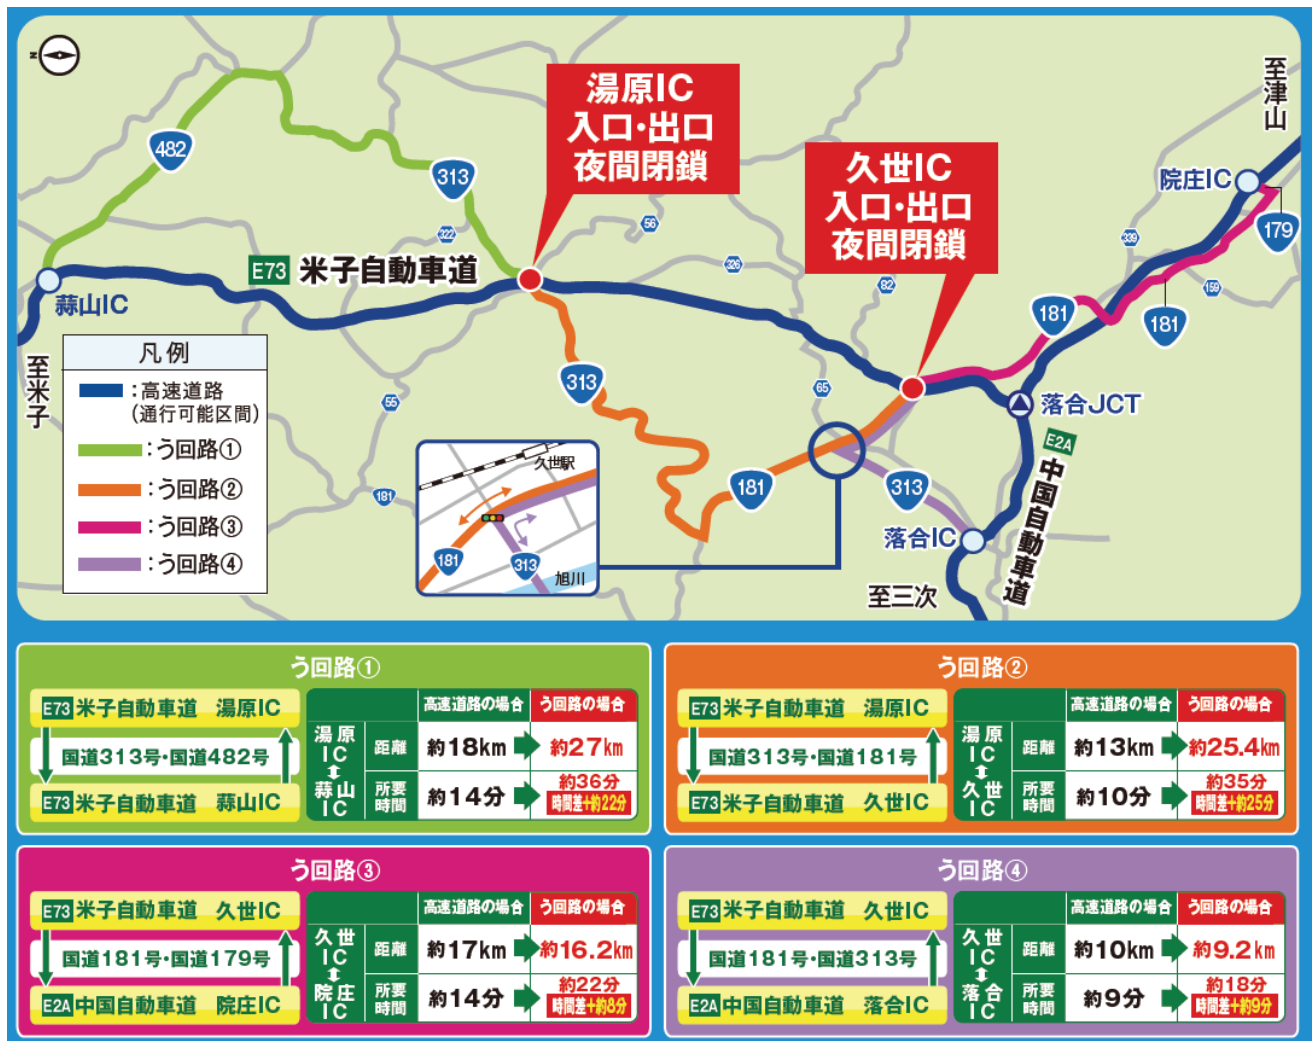 N
湯原IC
入口・出口
夜間閉鎖
久世IC
入口・出口
夜間閉鎖
至津山
院庄IC
179
482
313
322
56
326
82
339
159
E73 米子自動車道
蒜山IC
至米子
181
181
65
55
181
313
落合JCT
E2A 中国自動車道
181
313
落合IC
至三次
久世駅
181
313
旭川
凡例
:高速道路
(通行可能区間)
:う回路①
:う回路②
:う回路③
:う回路④
う回路①
E73 米子自動車道 湯原IC
国道313号・国道482号
E73 米子自動車道 蒜山IC
湯原IC↕蒜山IC
高速道路の場合 う回路の場合
距離 約18km 約27km
所要時間 約14分 約36分
時間差+約22分
う回路②
E73 米子自動車道 湯原IC
国道313号・国道181号
E73 米子自動車道 久世IC
湯原IC↕久世IC
高速道路の場合 う回路の場合
距離 約13km 約25.4km
所要時間 約10分 約35分
時間差+約25分
う回路③
E73 米子自動車道 久世IC
国道181号・国道179号
E2A 中国自動車道 院庄IC
久世IC↕院庄IC
高速道路の場合 う回路の場合
距離 約17km 約16.2km
所要時間 約14分 約22分
時間差+約8分
う回路④
E73 米子自動車道 久世IC
国道181号・国道313号
E2A 中国自動車道 落合IC
久世IC↕落合IC
高速道路の場合 う回路の場合
距離 約10km 約9.2km
所要時間 約9分 約18分
時間差+約9分